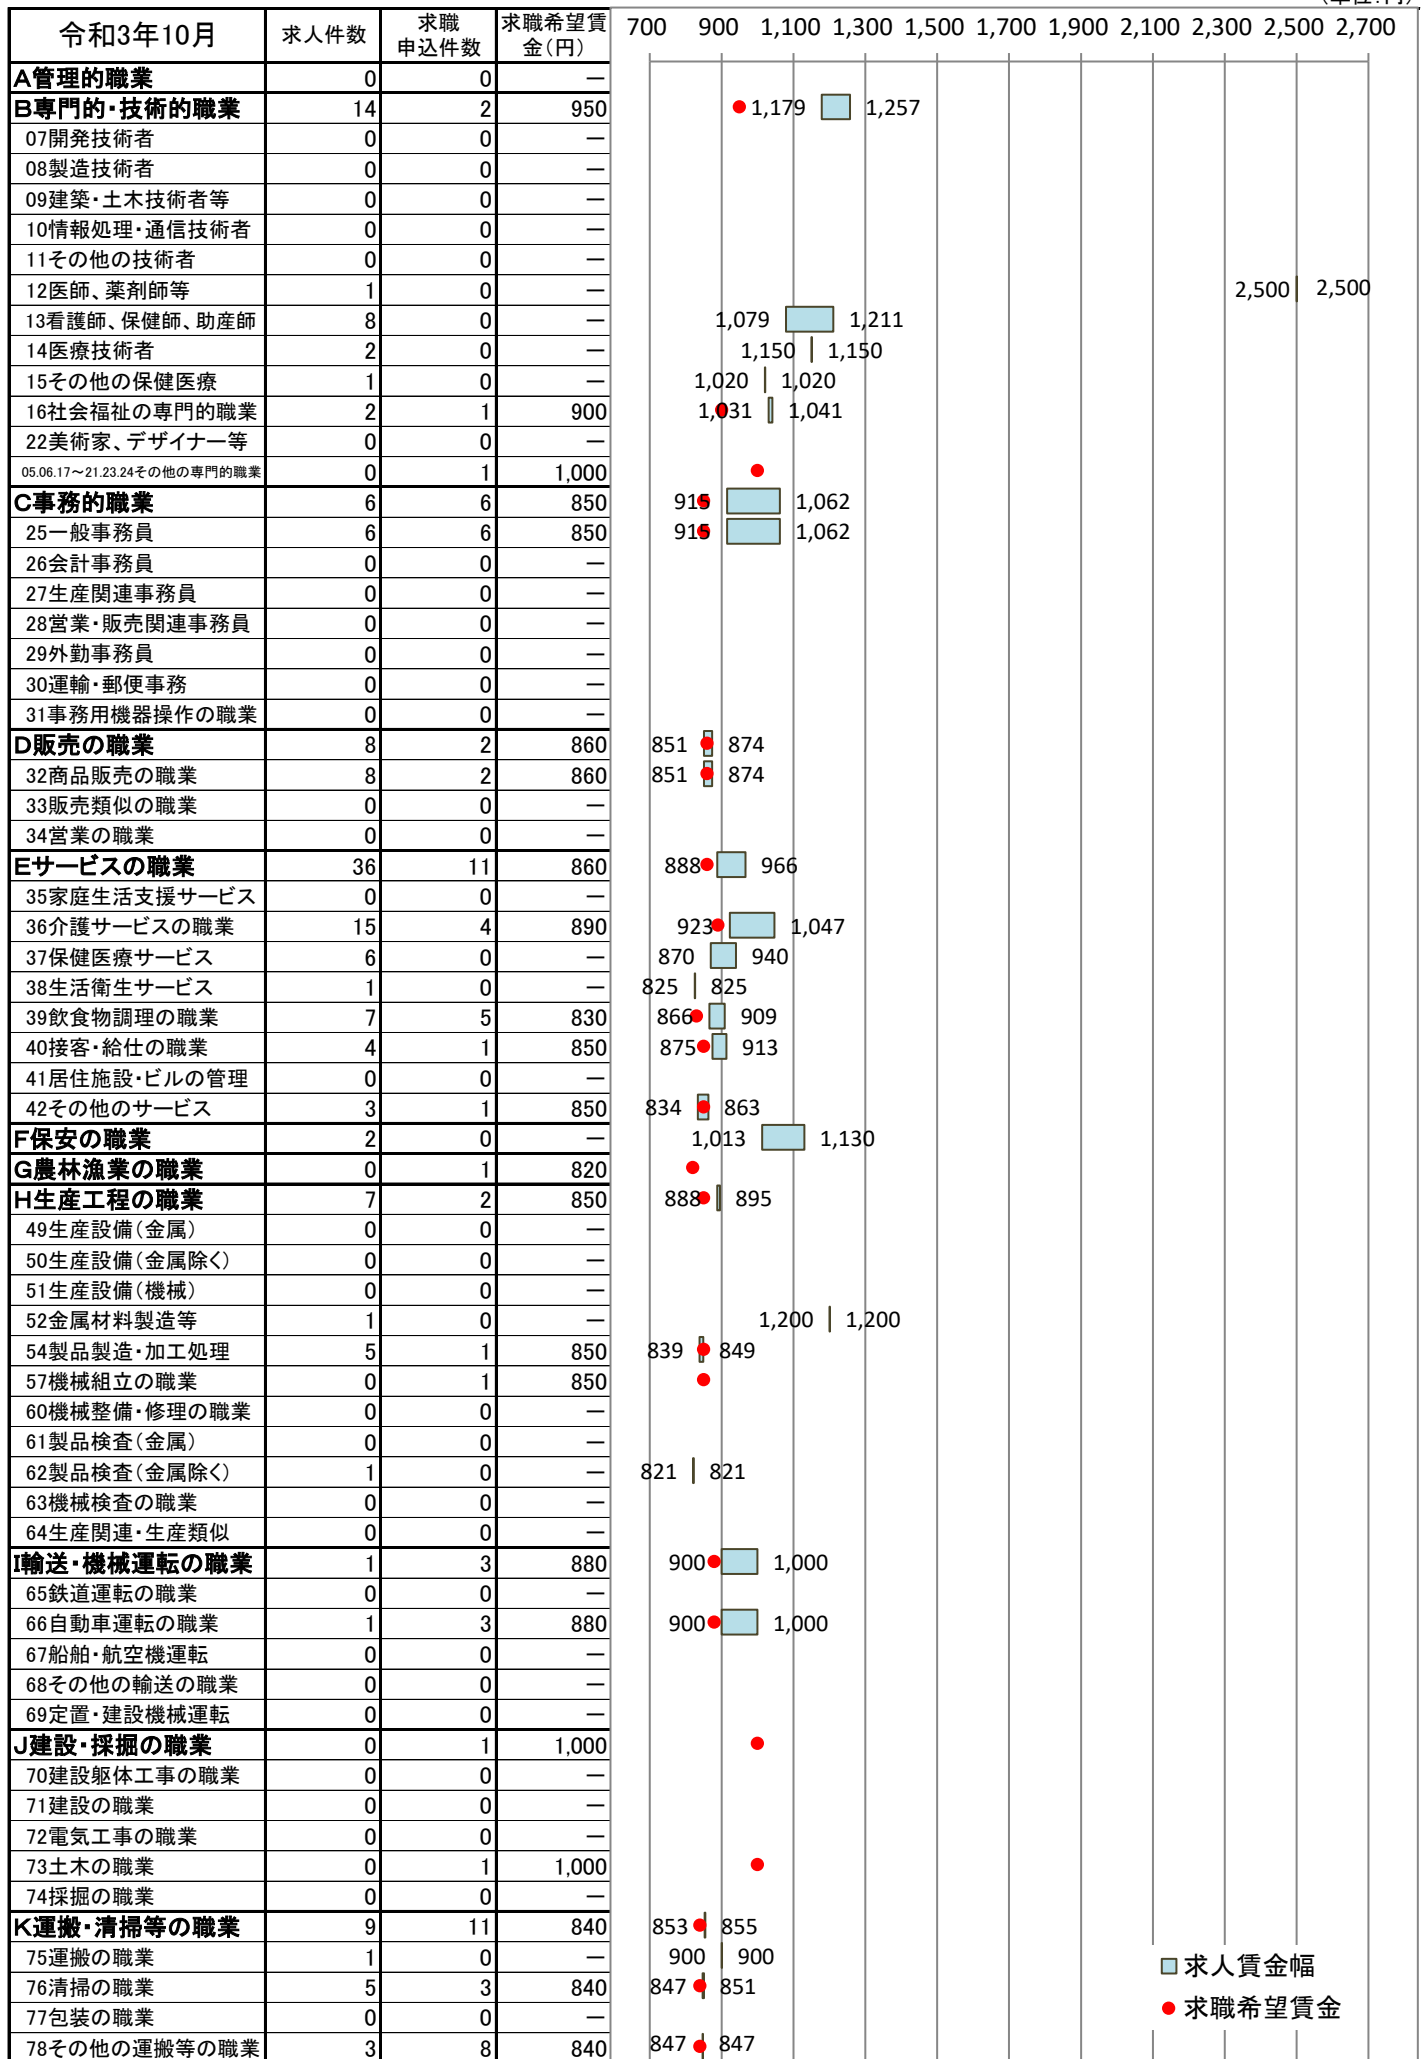 (単位:円)
令和3年10月 求人件数 求職申込件数 求職希望賃金(円) 700 900 1,100 1,300 1,500 1,700 1,900 2,100 2,300 2,500 2,700
A管理的職業 0 0 ―
B専門的・技術的職業 14 2 950 1,179 1,257
07開発技術者 0 0 ―
08製造技術者 0 0 ―
09建築・土木技術者等 0 0 ―
10情報処理・通信技術者 0 0 ―
11その他の技術者 0 0 ―
12医師、薬剤師等 1 0 ― 2,500 2,500
13看護師、保健師、助産師 8 0 ― 1,079 1,211
14医療技術者 2 0 ― 1,150 1,150
15その他の保健医療 1 0 ― 1,020 1,020
16社会福祉の専門的職業 2 1 900 1,031 1,041
22美術家、デザイナー等 0 0 ―
05.06.17～21.23.24その他の専門的職業 0 1 1,000
C事務的職業 6 6 850 915 1,062
25一般事務員 6 6 850 915 1,062
26会計事務員 0 0 ―
27生産関連事務員 0 0 ―
28営業・販売関連事務員 0 0 ―
29外勤事務員 0 0 ―
30運輸・郵便事務 0 0 ―
31事務用機器操作の職業 0 0 ―
D販売の職業 8 2 860 851 874
32商品販売の職業 8 2 860 851 874
33販売類似の職業 0 0 ―
34営業の職業 0 0 ―
Eサービスの職業 36 11 860 888 966
35家庭生活支援サービス 0 0 ―
36介護サービスの職業 15 4 890 923 1,047
37保健医療サービス 6 0 ― 870 940
38生活衛生サービス 1 0 ― 825 825
39飲食物調理の職業 7 5 830 866 909
40接客・給仕の職業 4 1 850 875 913
41居住施設・ビルの管理 0 0 ―
42その他のサービス 3 1 850 834 863
F保安の職業 2 0 ― 1,013 1,130
G農林漁業の職業 0 1 820
H生産工程の職業 7 2 850 888 895
49生産設備(金属) 0 0 ―
50生産設備(金属除く) 0 0 ―
51生産設備(機械) 0 0 ―
52金属材料製造等 1 0 ― 1,200 1,200
54製品製造・加工処理 5 1 850 839 849
57機械組立の職業 0 1 850
60機械整備・修理の職業 0 0 ―
61製品検査(金属) 0 0 ―
62製品検査(金属除く) 1 0 ― 821 821
63機械検査の職業 0 0 ―
64生産関連・生産類似 0 0 ―
I輸送・機械運転の職業 1 3 880 900 1,000
65鉄道運転の職業 0 0 ―
66自動車運転の職業 1 3 880 900 1,000
67船舶・航空機運転 0 0 ―
68その他の輸送の職業 0 0 ―
69定置・建設機械運転 0 0 ―
J建設・採掘の職業 0 1 1,000
70建設躯体工事の職業 0 0 ―
71建設の職業 0 0 ―
72電気工事の職業 0 0 ―
73土木の職業 0 1 1,000
74採掘の職業 0 0 ―
K運搬・清掃等の職業 9 11 840 853 855
75運搬の職業 1 0 ― 900 900
76清掃の職業 5 3 840 847 851
77包装の職業 0 0 ―
78その他の運搬等の職業 3 8 840 847 847
求人賃金幅
求職希望賃金